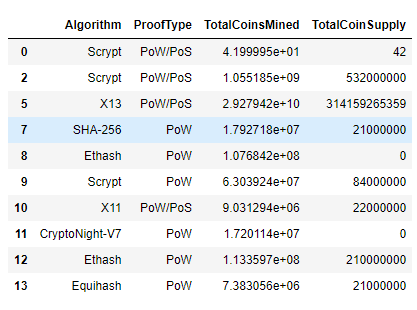 Algorithm ProofType TotalCoinsMined TotalCoinSupply
0 Scrypt PoW/PoS 4.199995e+01 42
2 Scrypt PoW/PoS 1.055185e+09 532000000
5 X13 PoW/PoS 2.927942e+10 314159265359
7 SHA-256 PoW 1.792718e+07 21000000
8 Ethash PoW 1.076842e+08 0
9 Scrypt PoW 6.303924e+07 84000000
10 X11 PoW/PoS 9.031294e+06 22000000
11 CryptoNight-V7 PoW 1.720114e+07 0
12 Ethash PoW 1.133597e+08 210000000
13 Equihash PoW 7.383056e+06 21000000